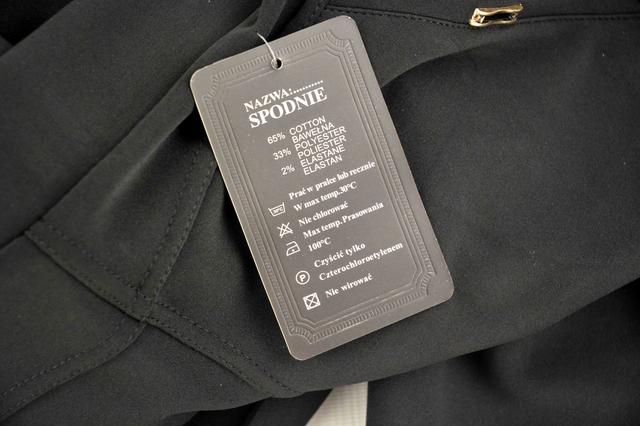 NAZWA:..........
SPODNIE
65% COTTON
BAWEŁNA
33% POLYESTER
POLIESTER
2% ELASTANE
ELASTAN
Prać w pralce lub recznie
W max temp.30°C
Nie chlorować
Max temp.Prasowania
100°C
Czyścić tylko
P Czterochloroetylenem
Nie wirować